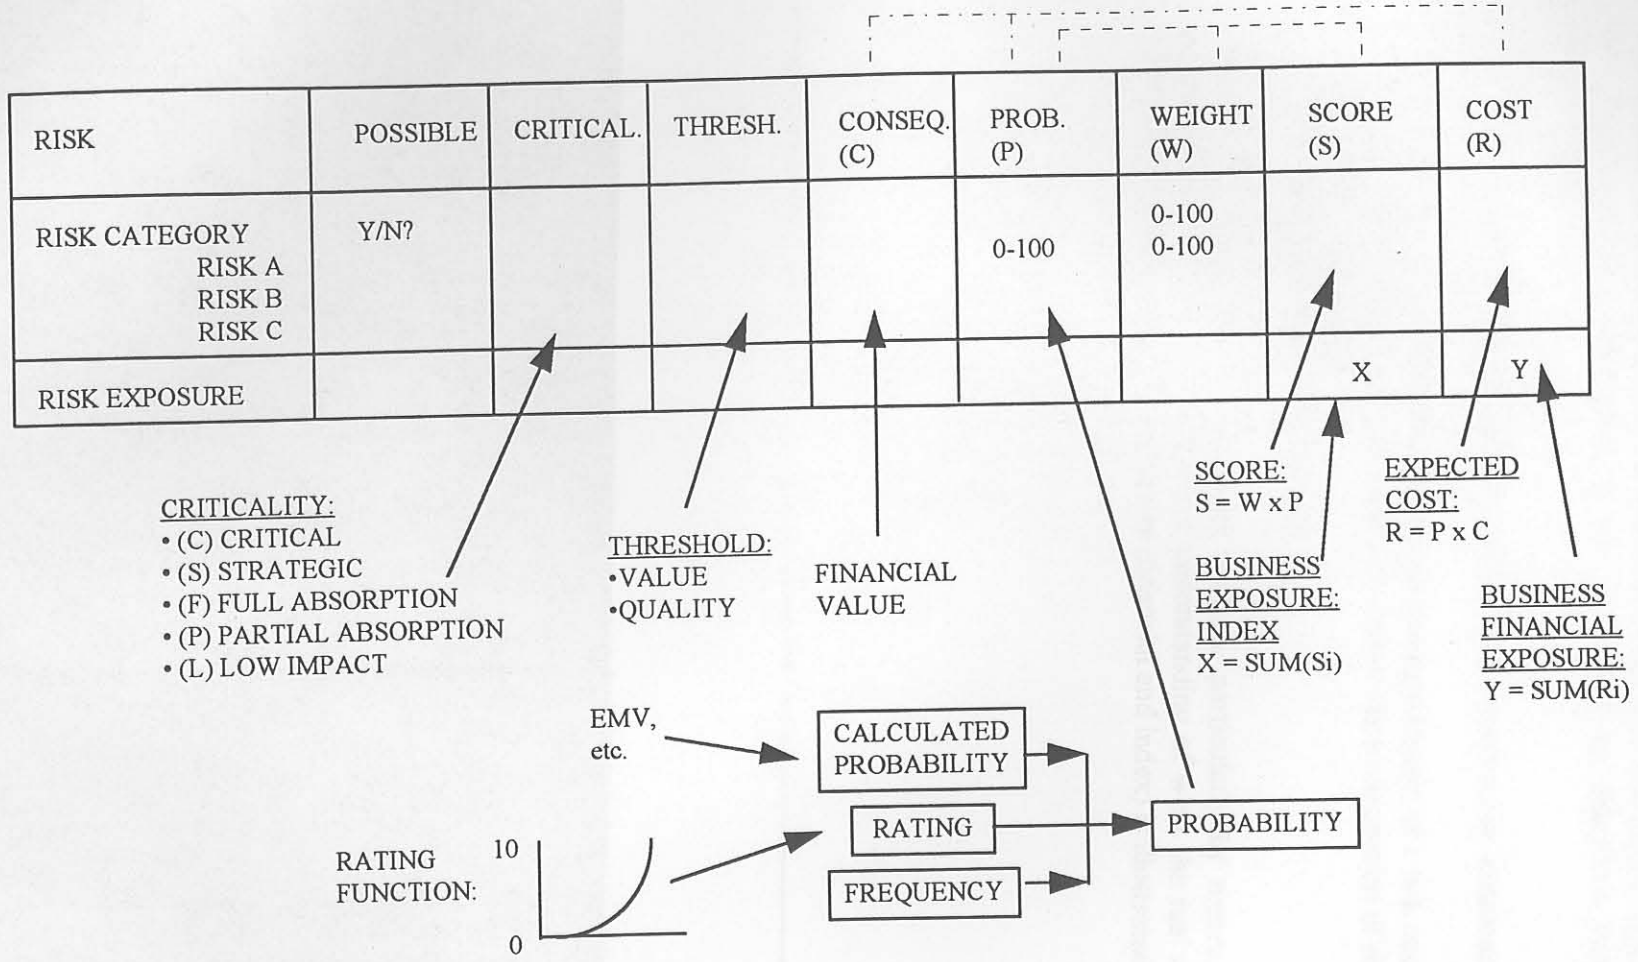 RISK
POSSIBLE
CRITICAL.
THRESH.
CONSEQ.
(C)
PROB.
(P)
WEIGHT
(W)
SCORE
(S)
COST
(R)
RISK CATEGORY
RISK A
RISK B
RISK C
Y/N?
0-100
0-100
0-100
RISK EXPOSURE
X
Y
CRITICALITY:
• (C) CRITICAL
• (S) STRATEGIC
• (F) FULL ABSORPTION
• (P) PARTIAL ABSORPTION
• (L) LOW IMPACT
THRESHOLD:
•VALUE
•QUALITY
FINANCIAL
VALUE
SCORE:
S = W x P
BUSINESS
EXPOSURE:
INDEX
X = SUM(Si)
EXPECTED
COST:
R = P x C
BUSINESS
FINANCIAL
EXPOSURE:
Y = SUM(Ri)
EMV,
etc.
CALCULATED
PROBABILITY
RATING
FREQUENCY
PROBABILITY
RATING
FUNCTION:
10
0